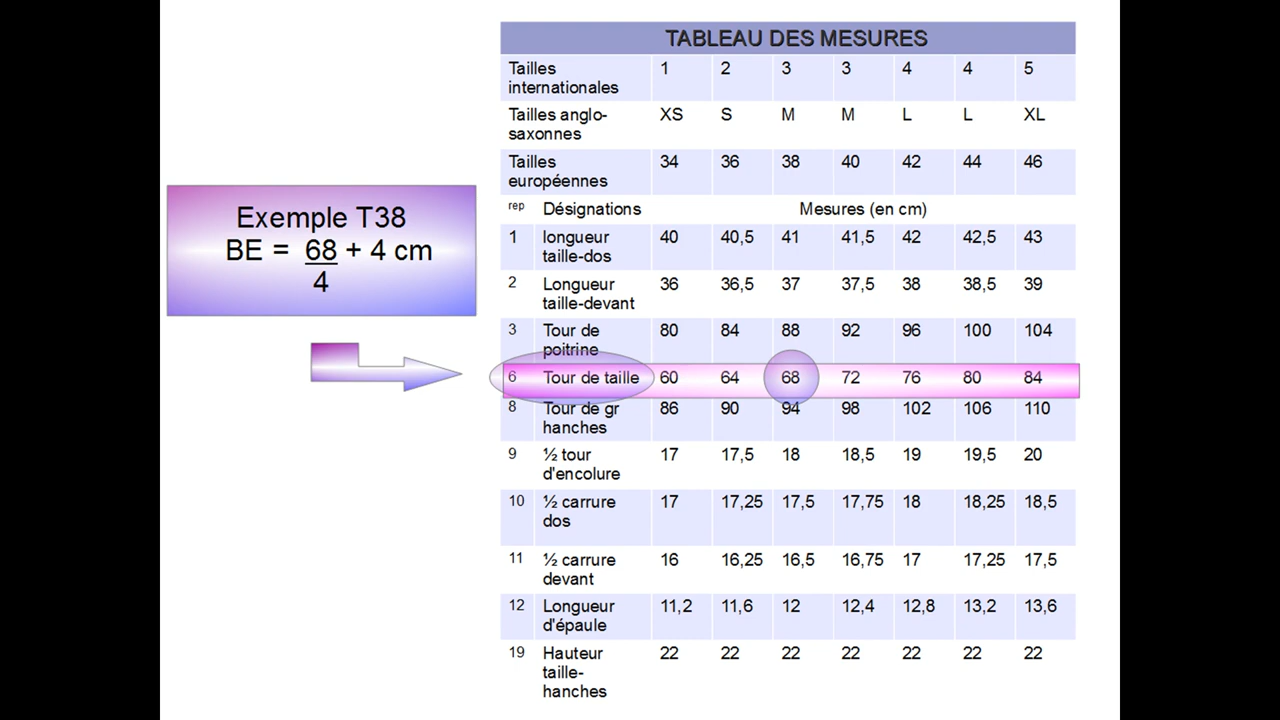 Exemple T38
BE = 68 + 4 cm
4
TABLEAU DES MESURES
Tailles internationales 1 2 3 3 4 4 5
Tailles anglo-saxonnes XS S M M L L XL
Tailles européennes 34 36 38 40 42 44 46
rep Désignations Mesures (en cm)
1 longueur taille-dos 40 40,5 41 41,5 42 42,5 43
2 Longueur taille-devant 36 36,5 37 37,5 38 38,5 39
3 Tour de poitrine 80 84 88 92 96 100 104
6 Tour de taille 60 64 68 72 76 80 84
8 Tour de gr hanches 86 90 94 98 102 106 110
9 ½ tour d'encolure 17 17,5 18 18,5 19 19,5 20
10 ½ carrure dos 17 17,25 17,5 17,75 18 18,25 18,5
11 ½ carrure devant 16 16,25 16,5 16,75 17 17,25 17,5
12 Longueur d'épaule 11,2 11,6 12 12,4 12,8 13,2 13,6
19 Hauteur taille-hanches 22 22 22 22 22 22 22